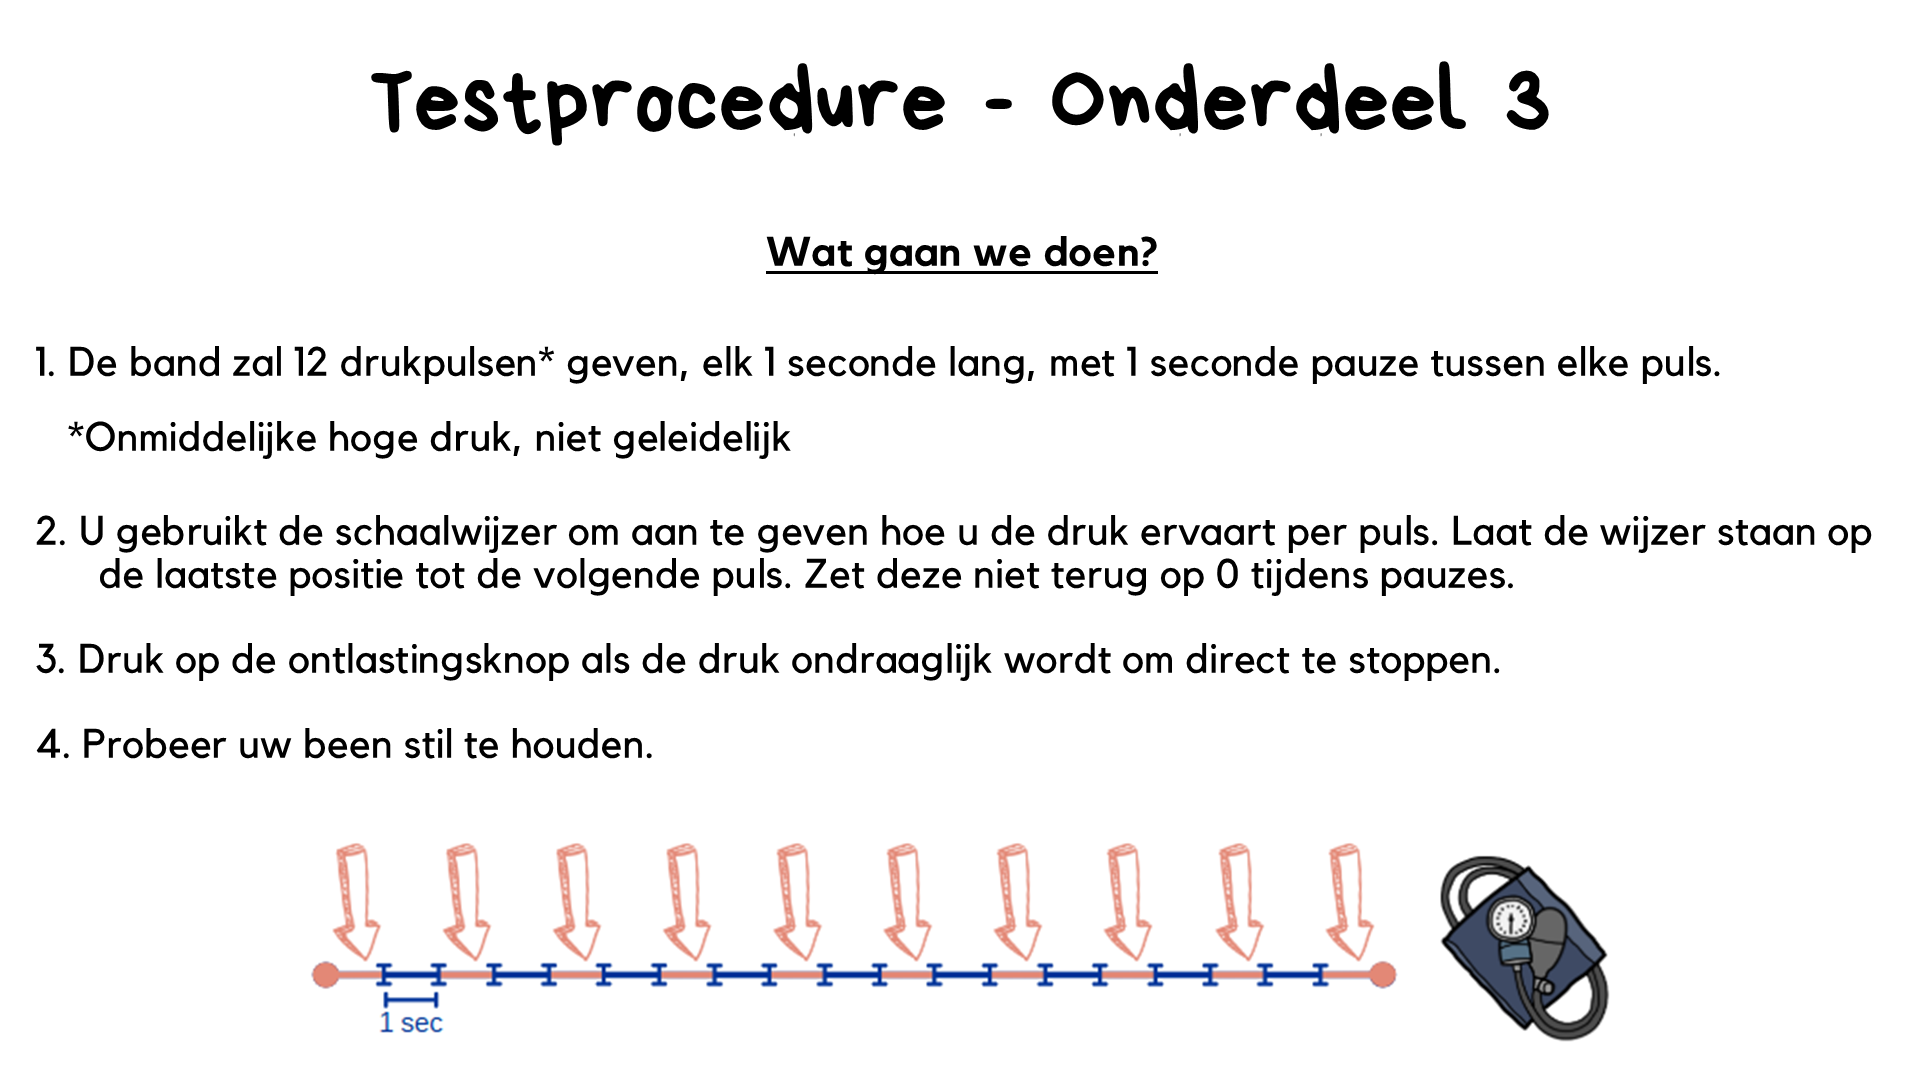 Testprocedure - Onderdeel 3
Wat gaan we doen?
1. De band zal 12 drukpulsen* geven, elk 1 seconde lang, met 1 seconde pauze tussen elke puls.
*Onmiddelijke hoge druk, niet geleidelijk
2. U gebruikt de schaalwijzer om aan te geven hoe u de druk ervaart per puls. Laat de wijzer staan op
de laatste positie tot de volgende puls. Zet deze niet terug op 0 tijdens pauzes.
3. Druk op de ontlastingsknop als de druk ondraaglijk wordt om direct te stoppen.
4. Probeer uw been stil te houden.
1 sec